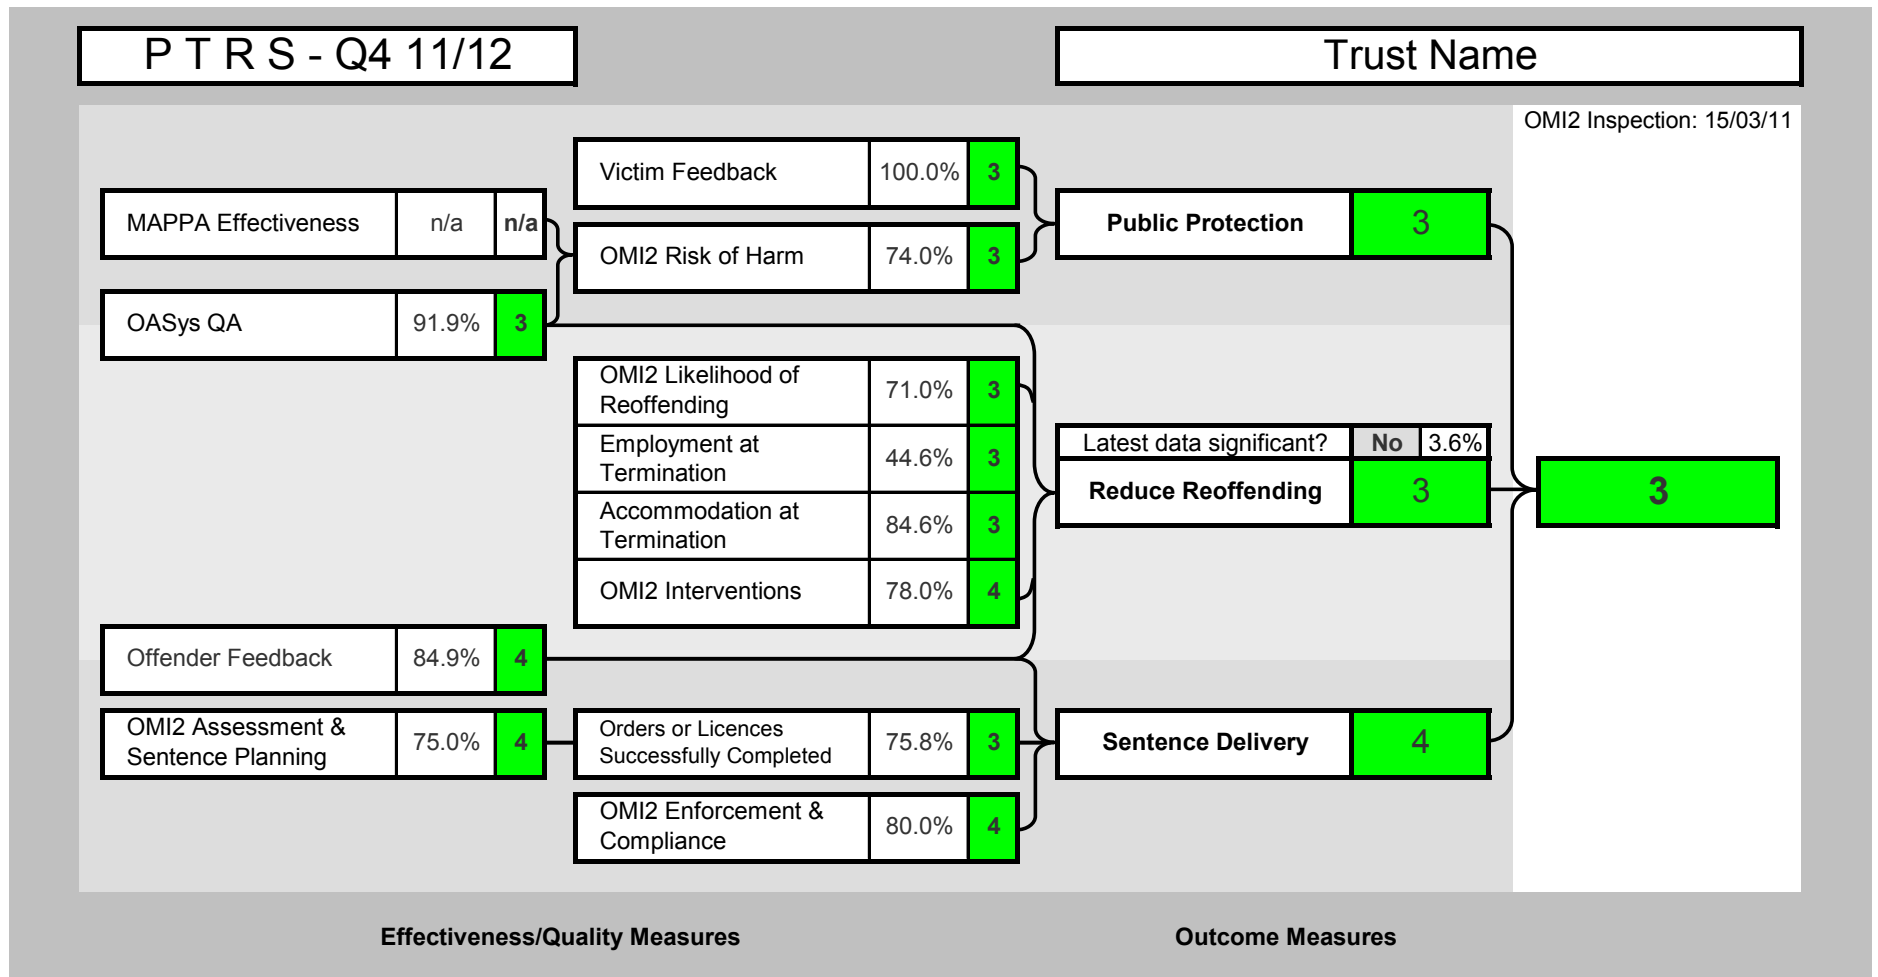 P T R S - Q4 11/12
Trust Name
OMI2 Inspection: 15/03/11
Victim Feedback 100.0% 3
MAPPA Effectiveness n/a n/a
Public Protection 3
OMI2 Risk of Harm 74.0% 3
OASys QA 91.9% 3
OMI2 Likelihood of
Reoffending
71.0% 3
Employment at
Termination
44.6% 3
Latest data significant? No 3.6%
Reduce Reoffending 3
3
Accommodation at
Termination
84.6% 3
OMI2 Interventions 78.0% 4
Offender Feedback 84.9% 4
OMI2 Assessment &
Sentence Planning
75.0% 4
Orders or Licences
Successfully Completed
75.8% 3
Sentence Delivery 4
OMI2 Enforcement &
Compliance
80.0% 4
Effectiveness/Quality Measures
Outcome Measures